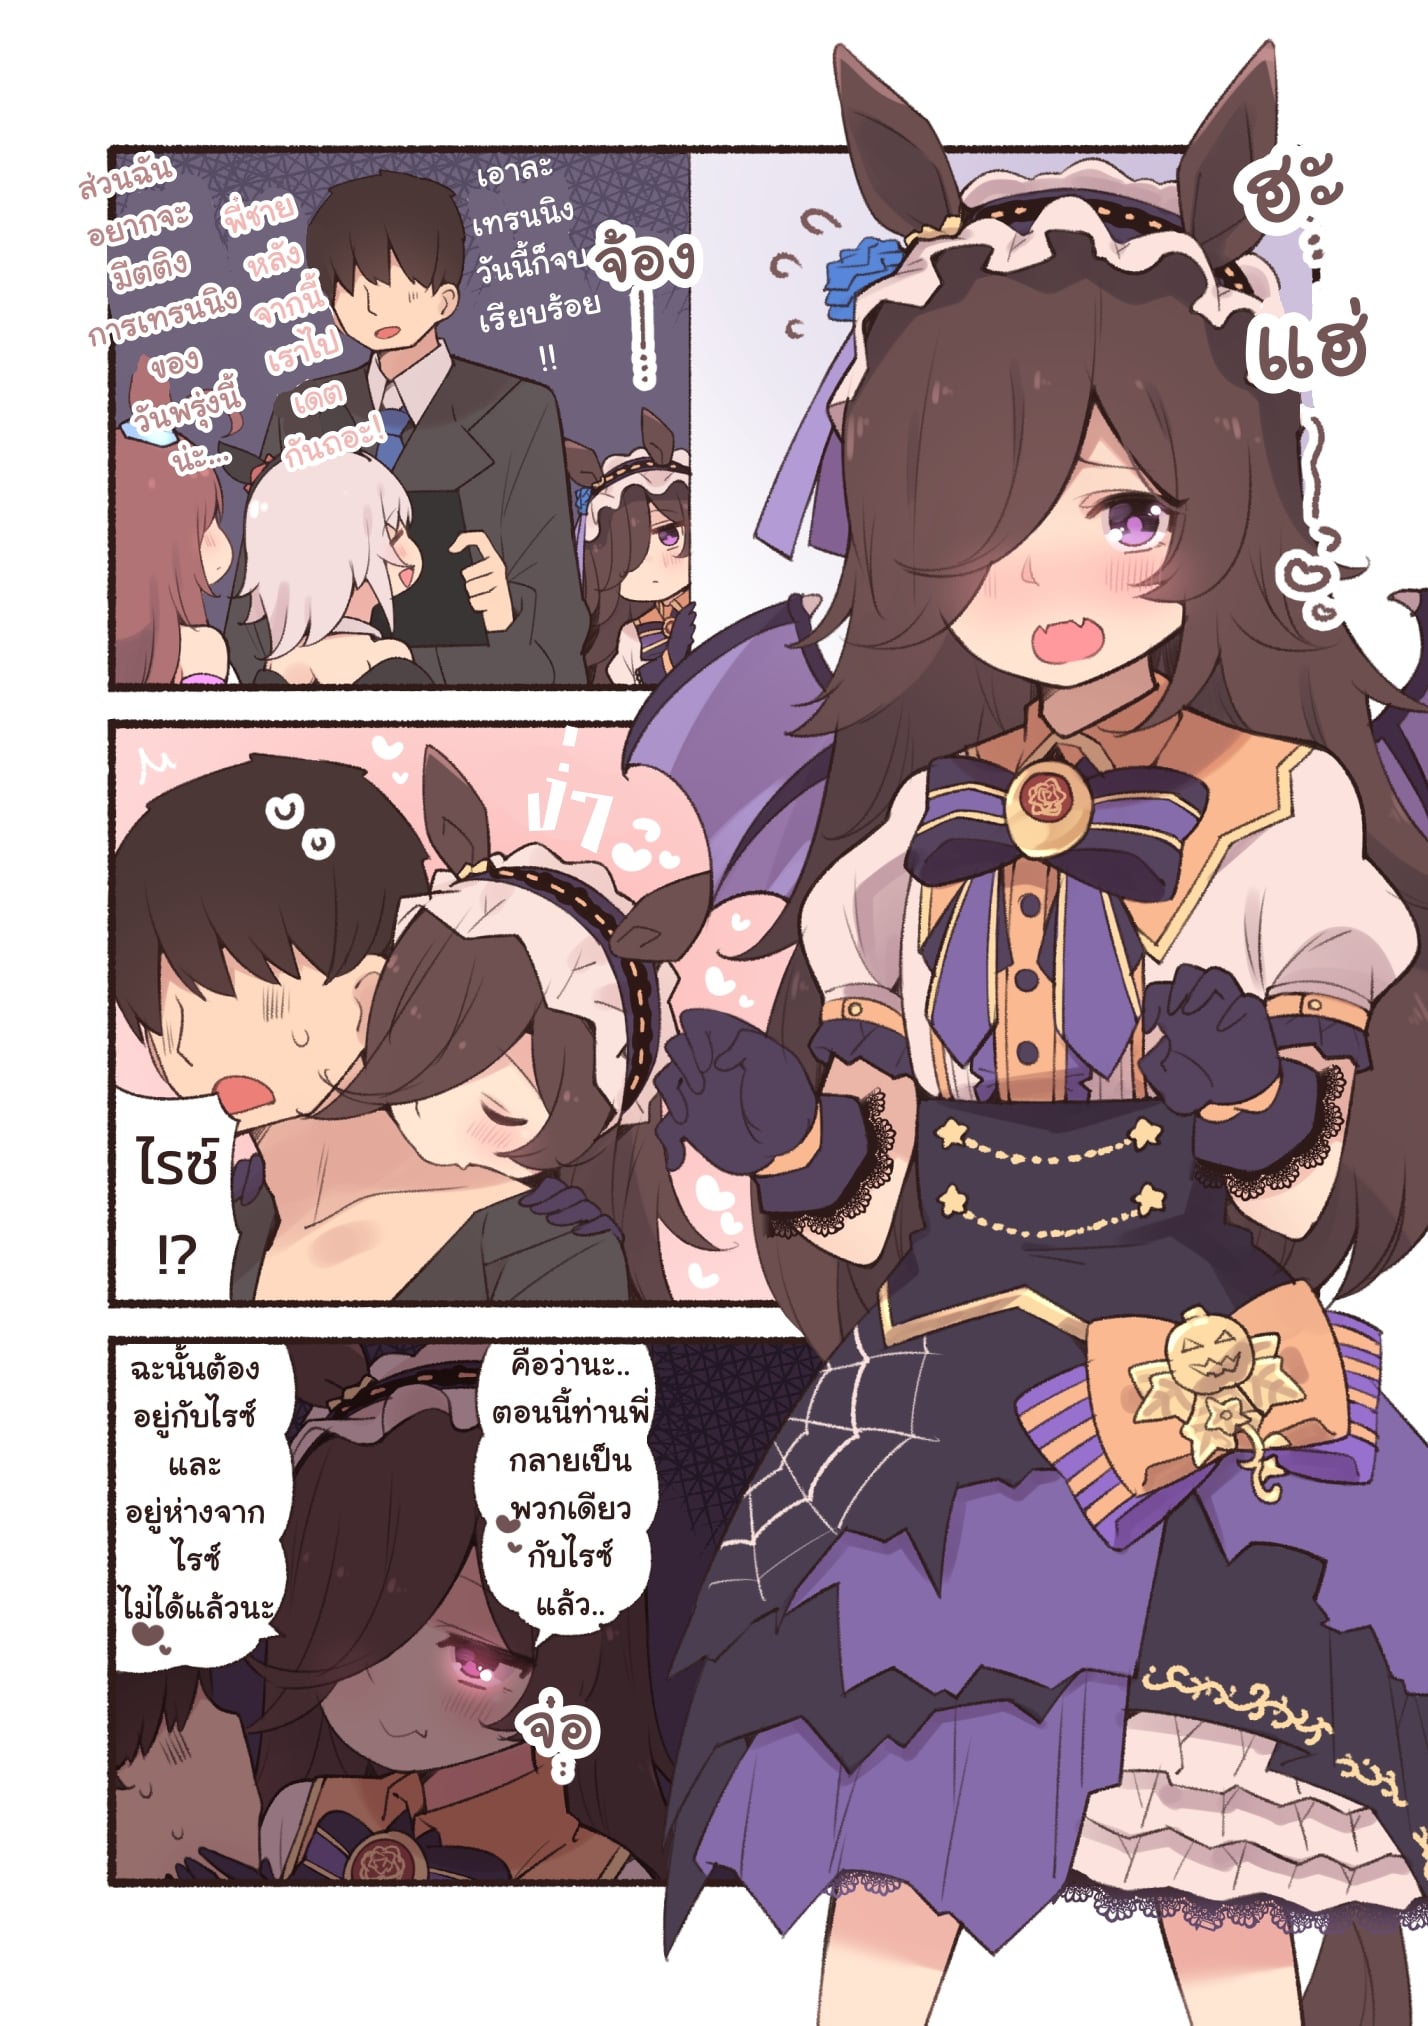 เอาละ
เทรนนิง
วันนี้ก็จบ
เรียบร้อย
!!
พี่ชาย
หลัง
จากนี้
เราไป
เดต
กันเถอะ!
ส่วนฉัน
อยากจะ
มีตติง
การเทรนนิง
ของ
วันพรุ่งนี้
น่ะ...
จ้อง
ฮะ
แฮ่
ง่ำ
ไรซ์
!?
คือว่านะ..
ตอนนี้ท่านพี่
กลายเป็น
พวกเดียว
กับไรซ์
แล้ว..
ฉะนั้นต้อง
อยู่กับไรซ์
และ
อยู่ห่างจาก
ไรซ์
ไม่ได้แล้วนะ
จ๋อ